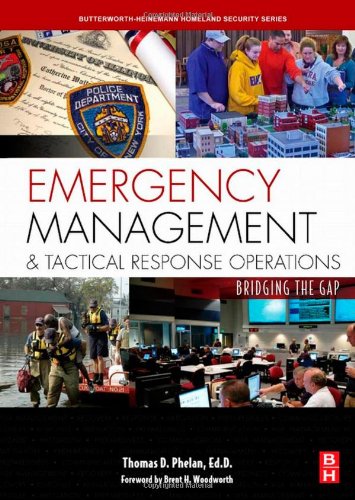 BUTTERWORTH-HEINEMANN HOMELAND SECURITY SERIES
POLICE
DEPARTMENT
CITY OF
NEW YORK
EMERGENCY
MANAGEMENT
& TACTICAL RESPONSE OPERATIONS
BRIDGING THE GAP
Thomas D. Phelan, Ed.D.
Foreword by Brent H. Woodworth
B
H